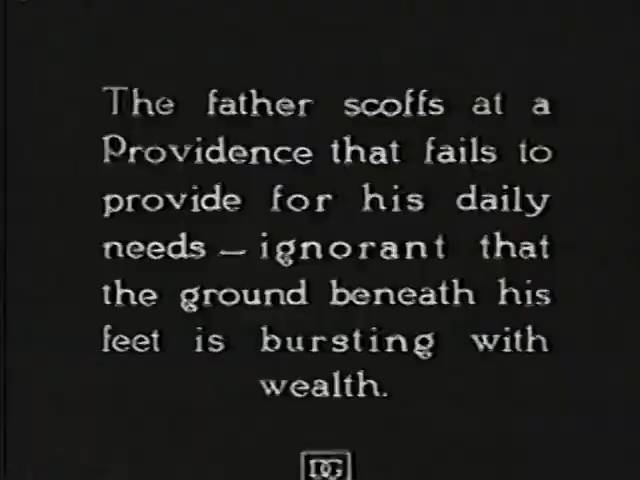 The father scoffs at a
Providence that fails to
provide for his daily
needs — ignorant that
the ground beneath his
feet is bursting with
wealth.
DG